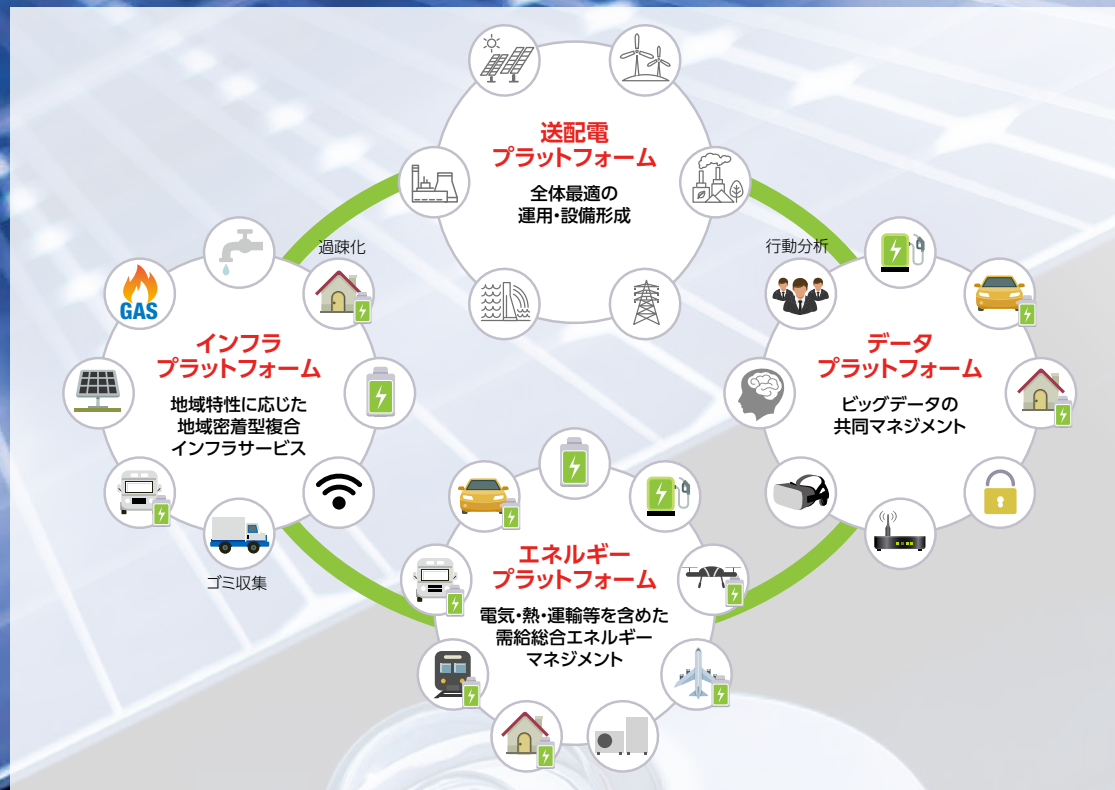 送配電
プラットフォーム
全体最適の
運用・設備形成
過疎化
GAS
インフラ
プラットフォーム
地域特性に応じた
地域密着型複合
インフラサービス
ゴミ収集
行動分析
データ
プラットフォーム
ビッグデータの
共同マネジメント
エネルギー
プラットフォーム
電気・熱・運輸等を含めた
需給総合エネルギー
マネジメント